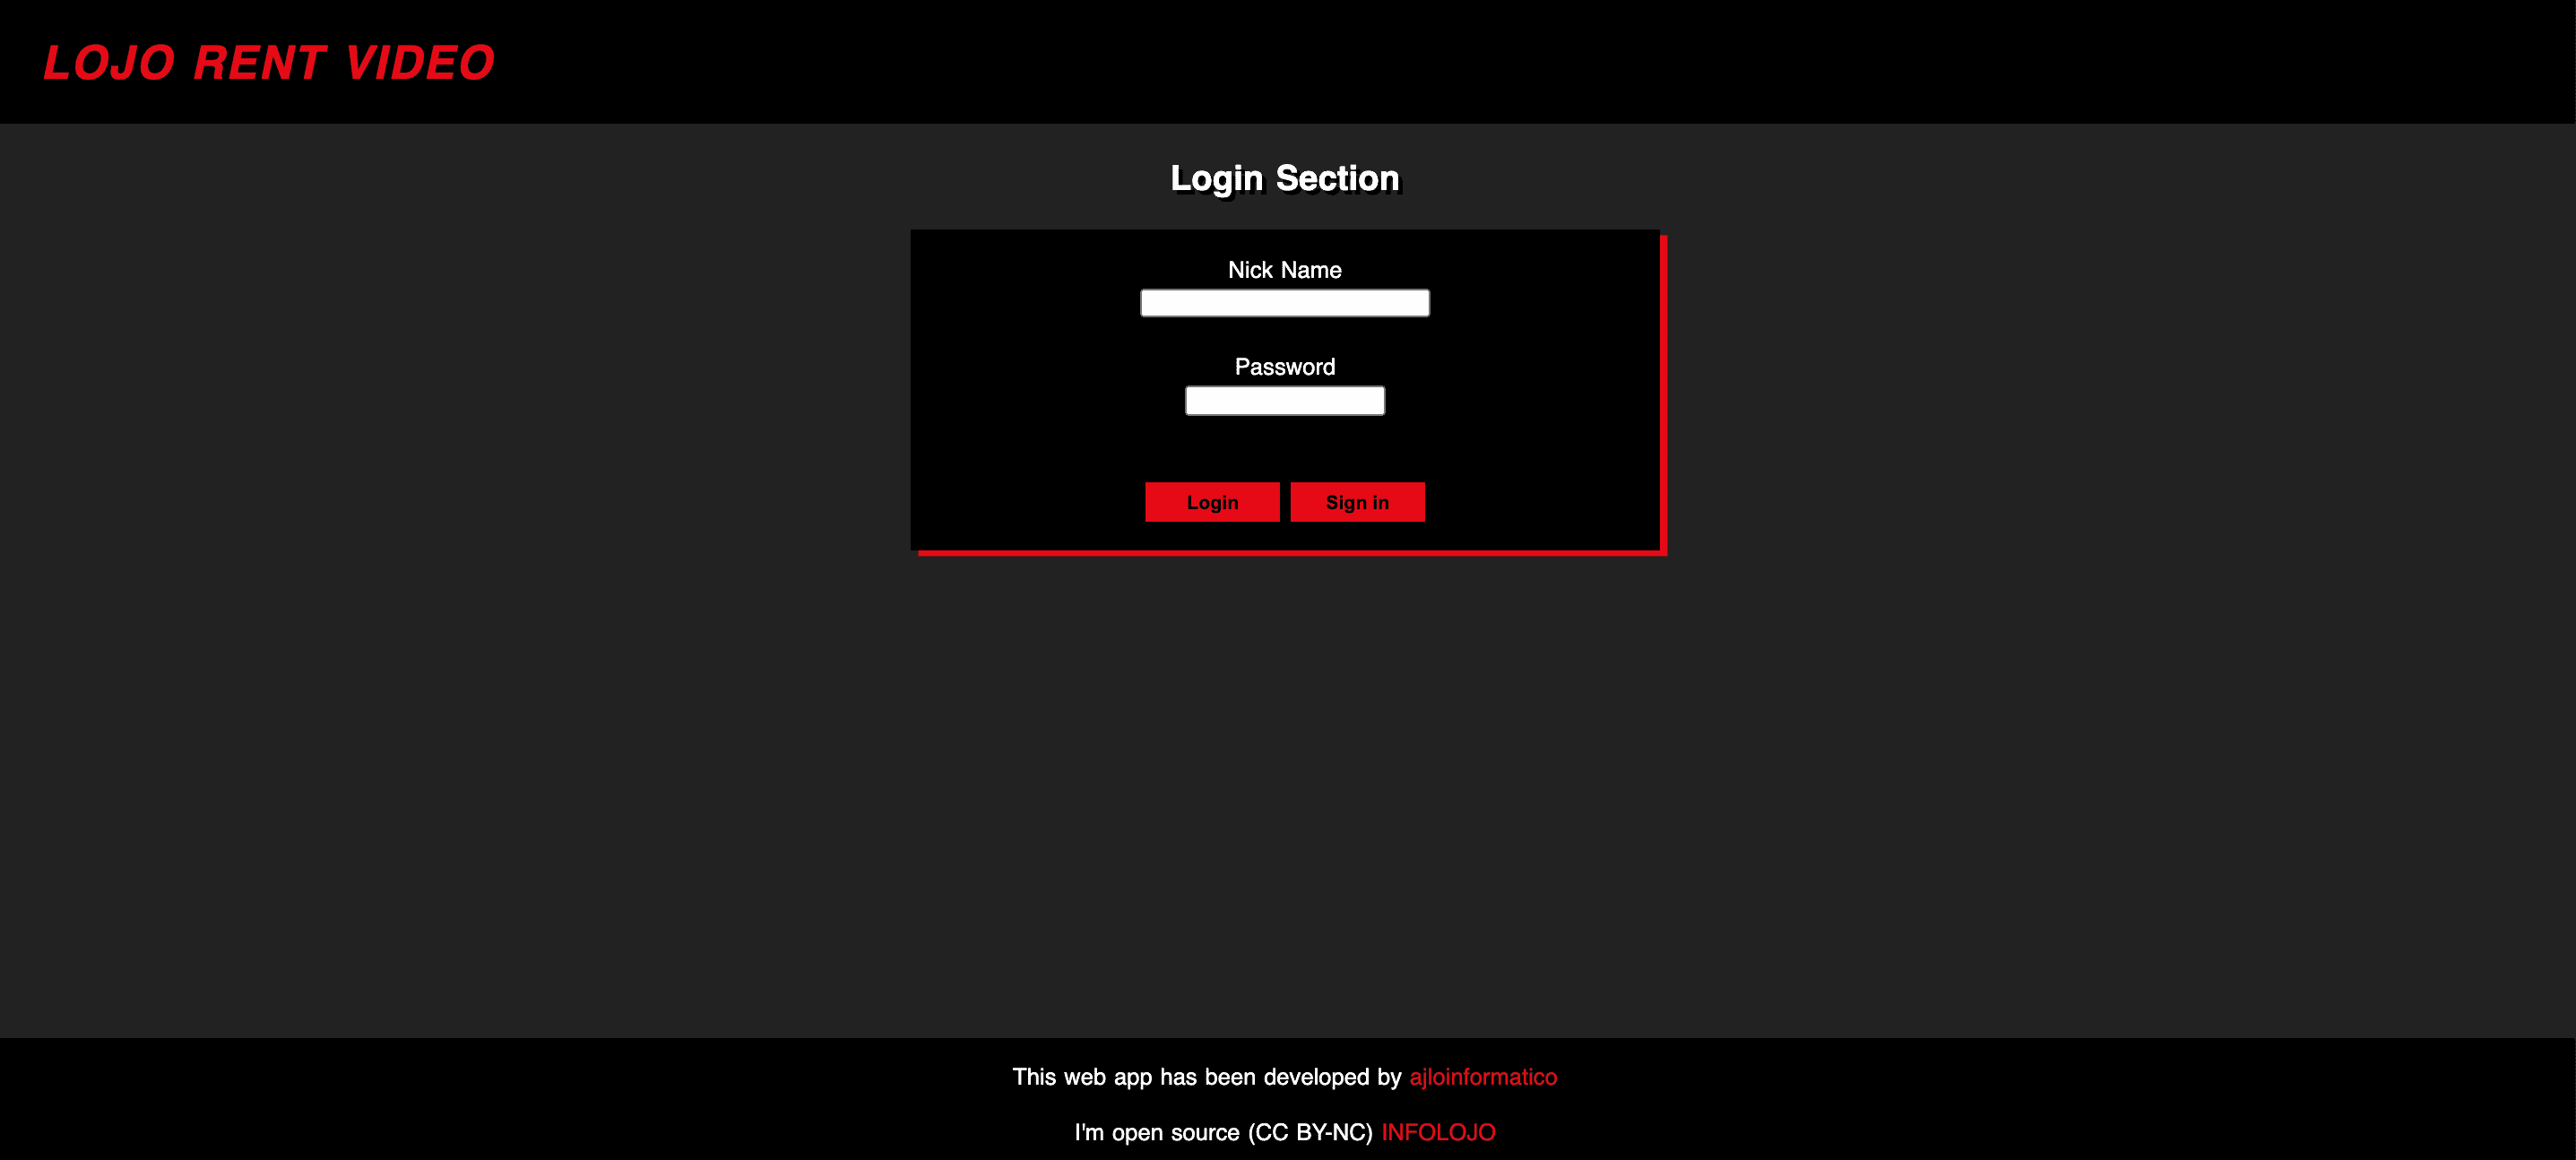 LOJO RENT VIDEO
Login Section
Nick Name
Password
Login
Sign in
This web app has been developed by ajloinformatico
I'm open source (CC BY-NC) INFOLOJO